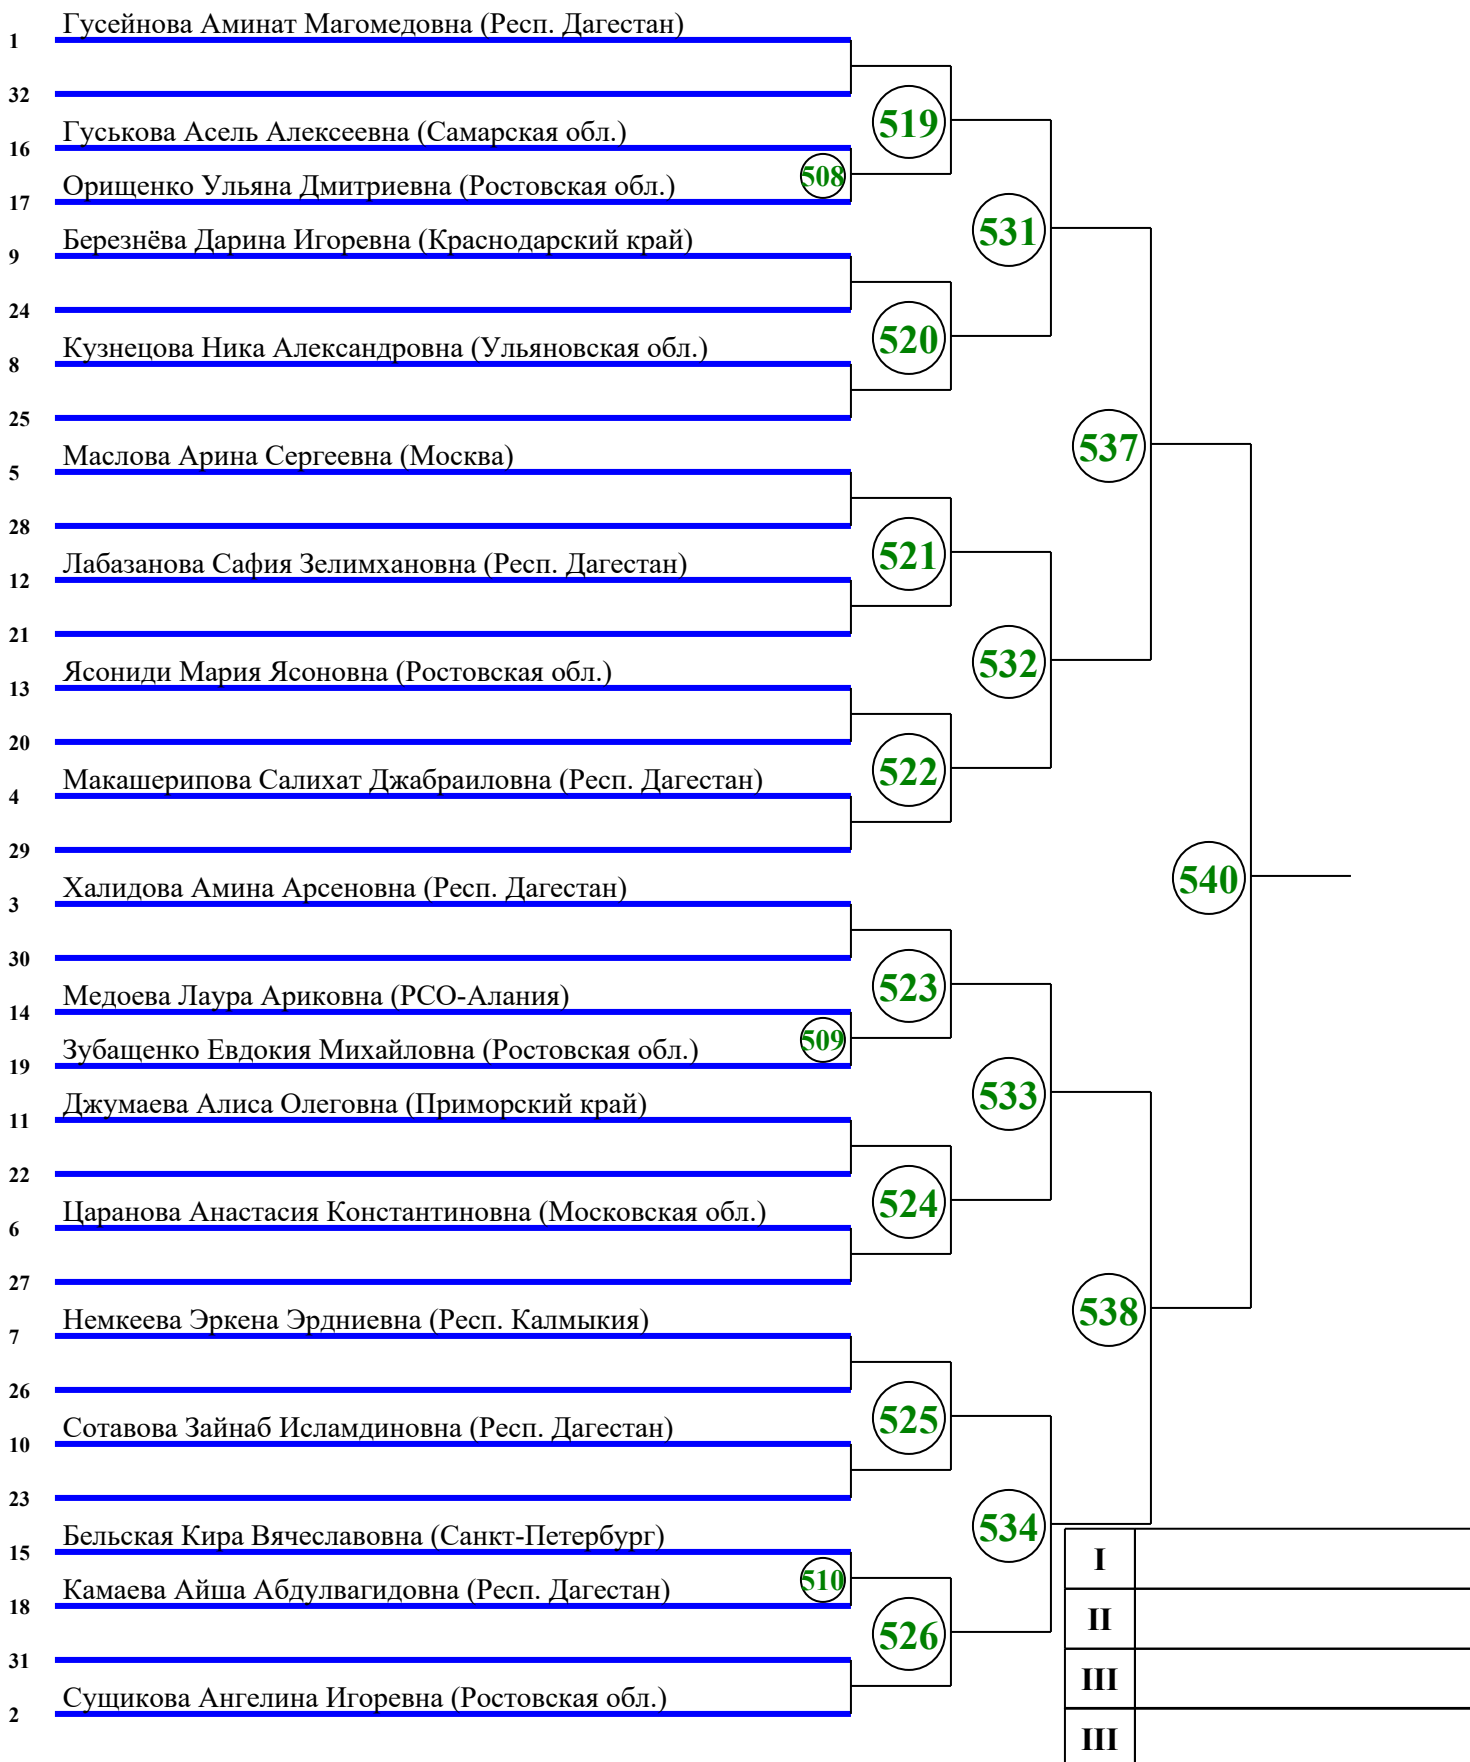 1 Гусейнова Аминат Магомедовна (Респ. Дагестан)
32
519
16 Гуськова Асель Алексеевна (Самарская обл.)
508
17 Орищенко Ульяна Дмитриевна (Ростовская обл.)
531
9 Березнёва Дарина Игоревна (Краснодарский край)
24
520
8 Кузнецова Ника Александровна (Ульяновская обл.)
25
537
5 Маслова Арина Сергеевна (Москва)
28
521
12 Лабазанова Сафия Зелимхановна (Респ. Дагестан)
21
532
13 Ясониди Мария Ясоновна (Ростовская обл.)
20
522
4 Макашерипова Салихат Джабраиловна (Респ. Дагестан)
29
540
3 Халидова Амина Арсеновна (Респ. Дагестан)
30
523
14 Медоева Лаура Ариковна (РСО-Алания)
509
19 Зубащенко Евдокия Михайловна (Ростовская обл.)
533
11 Джумаева Алиса Олеговна (Приморский край)
22
524
6 Царанова Анастасия Константиновна (Московская обл.)
27
538
7 Немкеева Эркена Эрдниевна (Респ. Калмыкия)
26
525
10 Сотавова Зайнаб Исламдиновна (Респ. Дагестан)
23
534
15 Бельская Кира Вячеславовна (Санкт-Петербург)
510
18 Камаева Айша Абдулвагидовна (Респ. Дагестан)
526
31
2 Сущикова Ангелина Игоревна (Ростовская обл.)
I
II
III
III